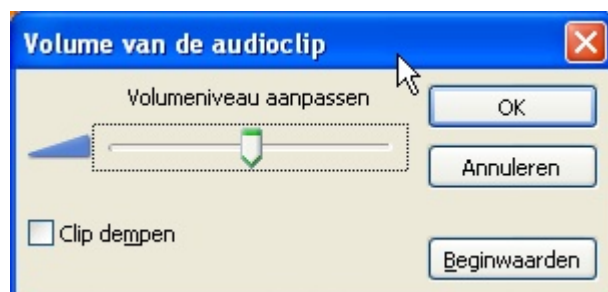 Volume van de audioclip
Volumeniveau aanpassen
OK
Annuleren
Clip dempen
Beginwaarden